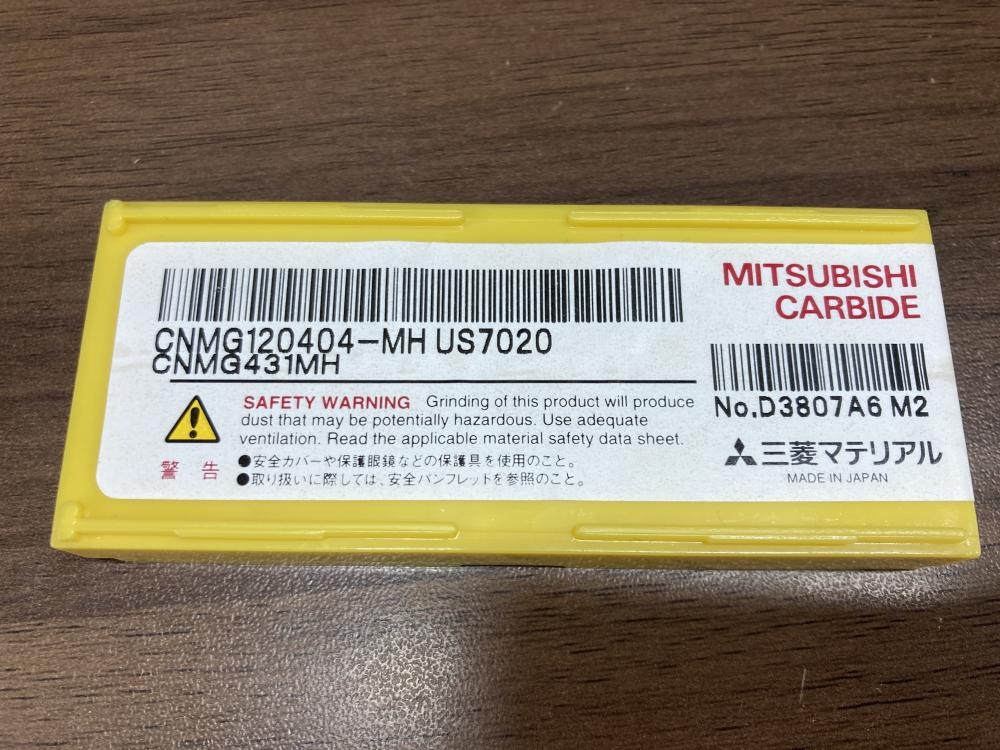 MITSUBISHI
CARBIDE
CNMG120404-MH US7020
CNMG431MH
No.D3807A6 M2
SAFETY WARNING Grinding of this product will produce
dust that may be potentially hazardous. Use adequate
ventilation. Read the applicable material safety data sheet.
警告
●安全カバーや保護眼鏡などの保護具を使用のこと。
●取り扱いに際しては、安全パンフレットを参照のこと。
三菱マテリアル
MADE IN JAPAN